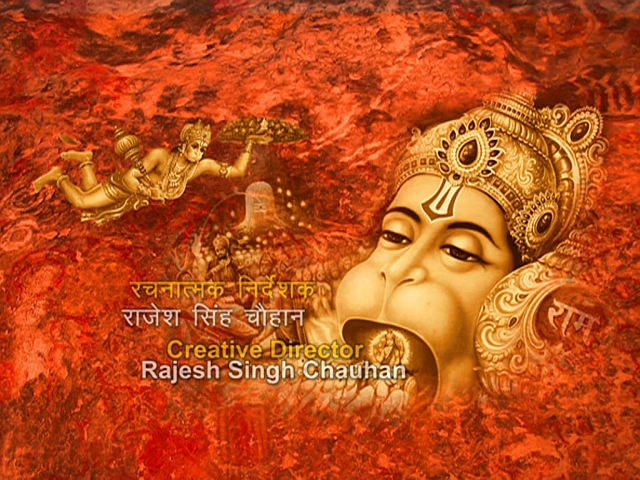 रचनात्मक निर्देशक
राजेश सिंह चौहान
Creative Director
Rajesh Singh Chauhan
राम